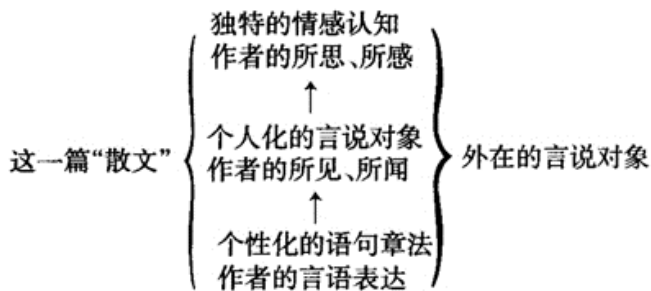 独特的情感认知
作者的所思、所感
个人化的言说对象
这一篇“散文”
作者的所见、所闻
外在的言说对象
个性化的语句章法
作者的言语表达